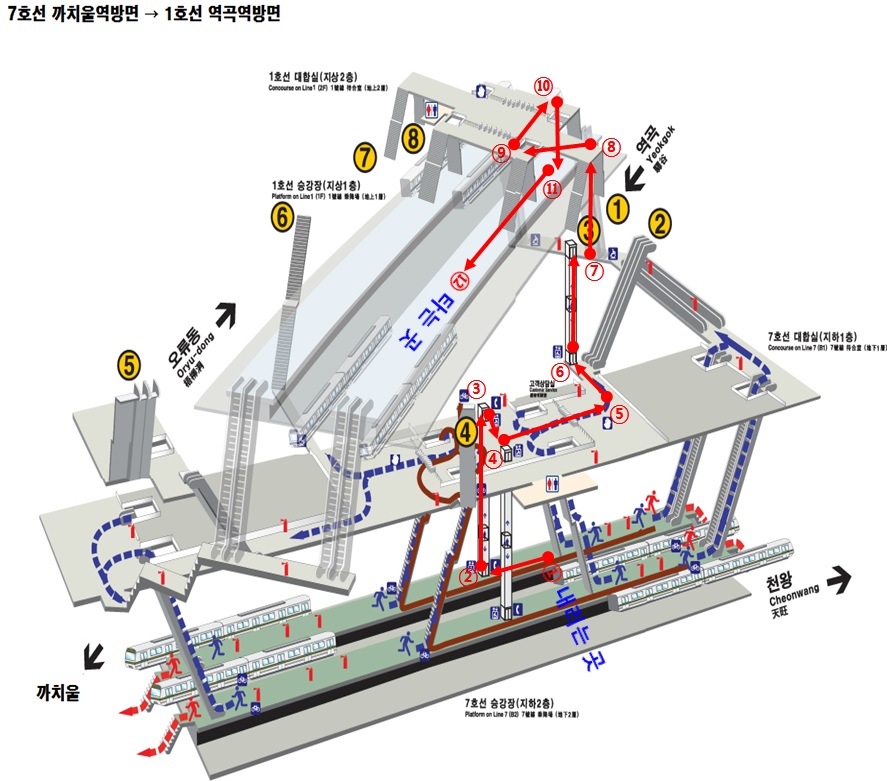 7호선 까치울역방면 → 1호선 역곡역방면
1호선 대합실(지상2층)
Concourse on Line1 (2F) 1號線 待合室 (地上2層)
⑩
8
7
⑨
⑧
역곡
Yeokgok
驛谷
1호선 승강장(지상1층)
Platform on Line1 (1F) 1號線 乘降場 (地上1層)
⑪
6
1
3
2
⑫
⑦
타는 곳
오류동
Oryu-dong
梧柳洞
7호선 대합실(지하1층)
Concourse on Line 7 (B1) 7號線 待合室 (地下1層)
5
⑥
고객상담실
Customer Service
③
4
④
⑤
②
내리는 곳
천왕
Cheonwang
天旺
까치울
7호선 승강장(지하2층)
Platform on Line 7 (B2) 7號線 乘降場 (地下2層)